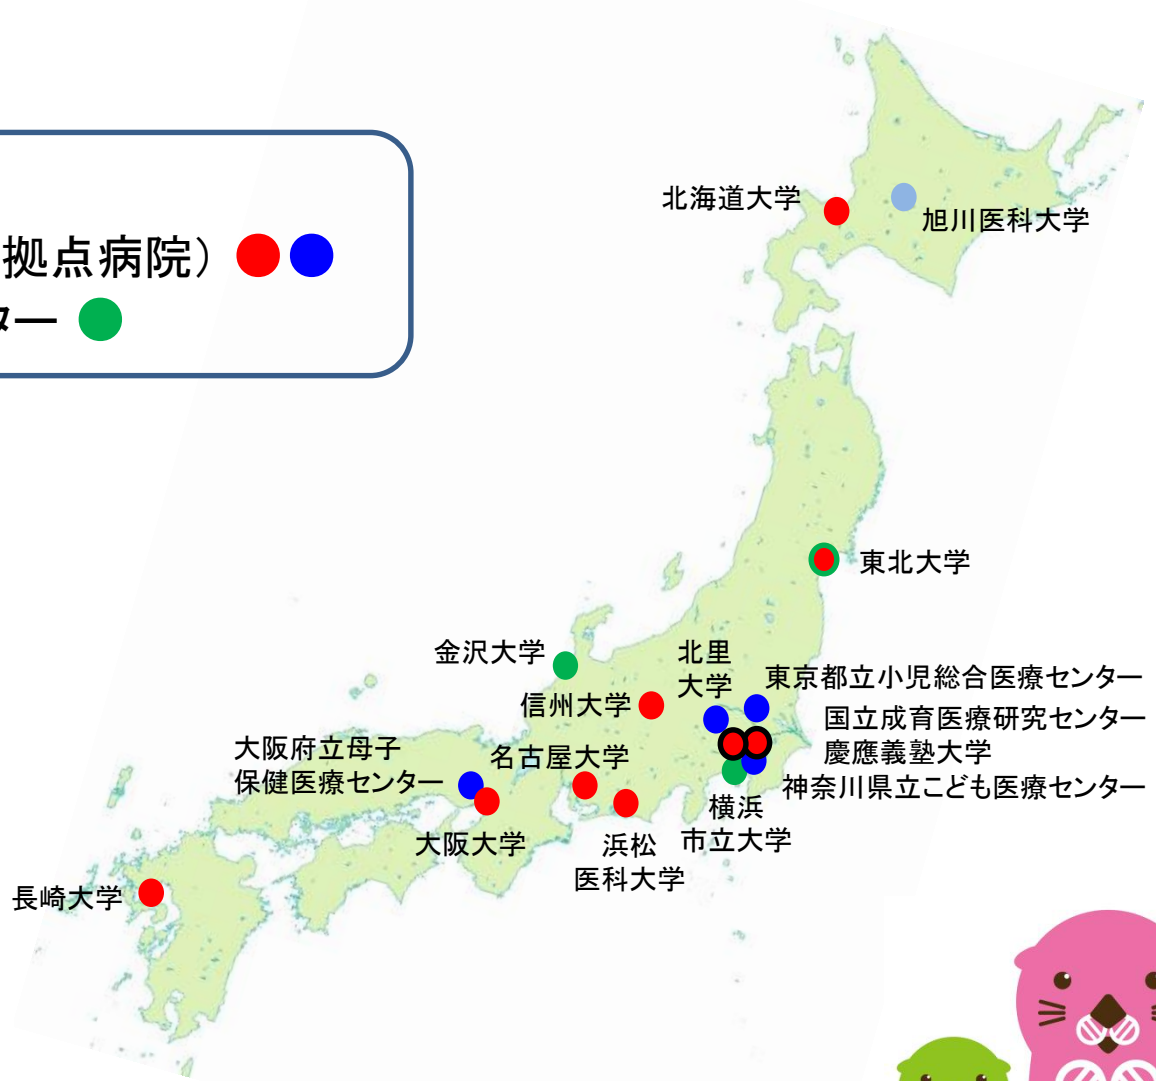 拠点病院）
ター
北海道大学
旭川医科大学
東北大学
金沢大学
北里
大学
東京都立小児総合医療センター
信州大学
国立成育医療研究センター
慶應義塾大学
神奈川県立こども医療センター
大阪府立母子
保健医療センター
名古屋大学
横浜
市立大学
大阪大学
浜松
医科大学
長崎大学